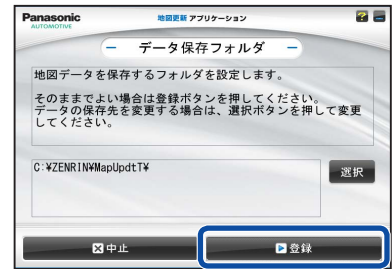 Panasonic
AUTOMOTIVE
地図更新 アプリケーション
?
データ保存フォルダ
地図データを保存するフォルダを設定します。
そのままでよい場合は登録ボタンを押してください。
データの保存先を変更する場合は、選択ボタンを押して変更
してください。
C:¥ZENRIN¥MapUpdtT¥
選択
中止
登録